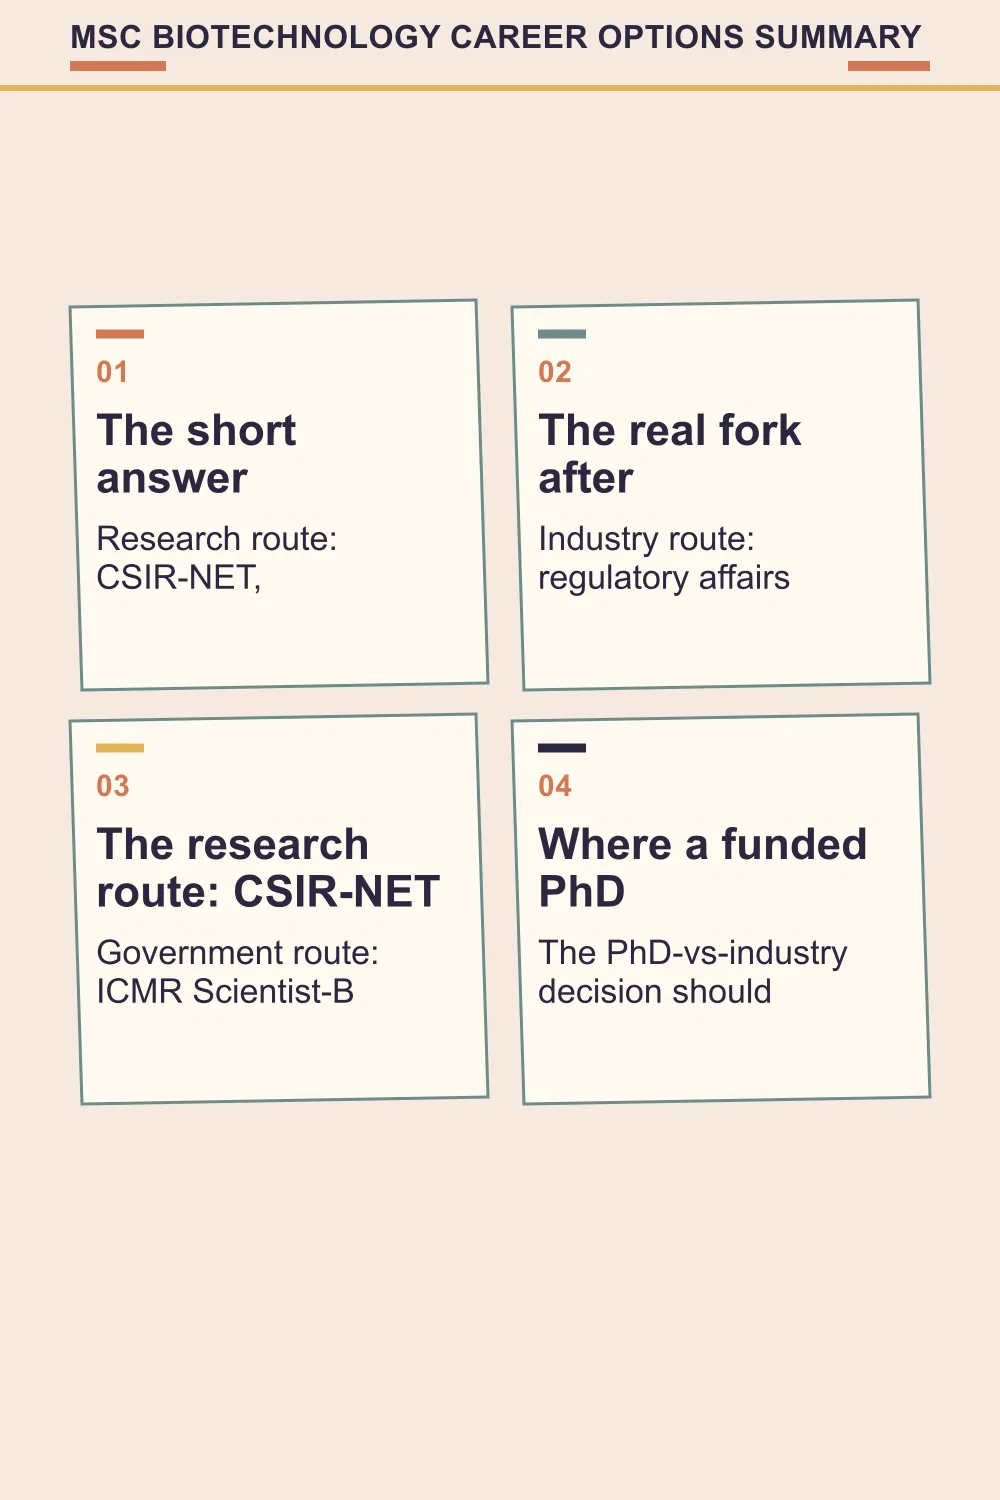 MSC BIOTECHNOLOGY CAREER OPTIONS SUMMARY
01
The short
answer
Research route:
CSIR-NET,
02
The real fork
after
Industry route:
regulatory affairs
03
The research
route: CSIR-NET
Government route:
ICMR Scientist-B
04
Where a funded
PhD
The PhD-vs-industry
decision should